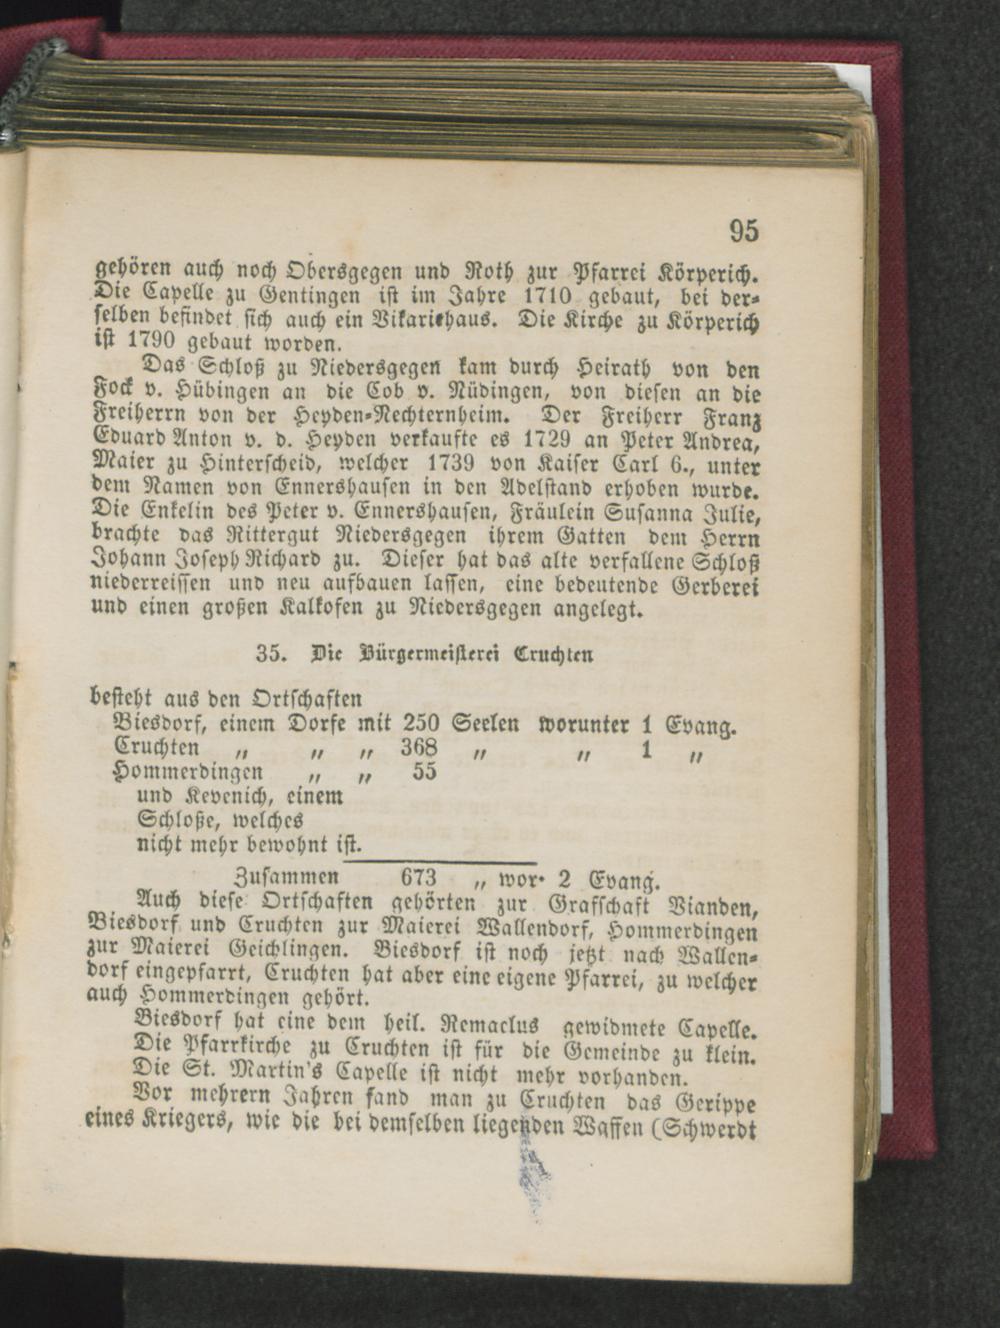 95
gehören auch noch Obersgegen und Roth zur Pfarrei Körperich.
Die Capelle zu Gentingen ist im Jahre 1710 gebaut, bei der-
selben befindet sich auch ein Vikariehaus. Die Kirche zu Körperich
ist 1790 gebaut worden.
Das Schloß zu Niedersgegen kam durch Heirath von den
Fock v. Hübingen an die Cob v. Nüdingen, von diesen an die
Freiherrn von der Heyden-Nechternheim. Der Freiherr Franz
Eduard Anton v. d. Heyden verkaufte es 1729 an Peter Andrea,
Maier zu Hinterscheid, welcher 1739 von Kaiser Carl 6., unter
dem Namen von Ennershausen in den Adelstand erhoben wurde.
Die Enkelin des Peter v. Ennershausen, Fräulein Susanna Julie,
brachte das Rittergut Niedersgegen ihrem Gatten dem Herrn
Johann Joseph Richard zu. Dieser hat das alte verfallene Schloß
niederreissen und neu aufbauen lassen, eine bedeutende Gerberei
und einen großen Kalkofen zu Niedersgegen angelegt.
35. Die Bürgermeisterei Cruchten
besteht aus den Ortschaften
Biesdorf, einem Dorfe mit 250 Seelen worunter 1 Evang.
Cruchten „ „ „ 368 „ „ 1 „
Hommerdingen „ „ 55
und Kevenich, einem
Schloße, welches
nicht mehr bewohnt ist.
Zusammen 673 „ wor. 2 Evang.
Auch diese Ortschaften gehörten zur Grafschaft Vianden,
Biesdorf und Cruchten zur Maierei Wallendorf, Hommerdingen
zur Maierei Geichlingen. Biesdorf ist noch jetzt nach Wallen-
dorf eingepfarrt, Cruchten hat aber eine eigene Pfarrei, zu welcher
auch Hommerdingen gehört.
Biesdorf hat eine dem heil. Remaclus gewidmete Capelle.
Die Pfarrkirche zu Cruchten ist für die Gemeinde zu klein.
Die St. Martin's Capelle ist nicht mehr vorhanden.
Vor mehrern Jahren fand man zu Cruchten das Gerippe
eines Kriegers, wie die bei demselben liegenden Waffen (Schwerdt